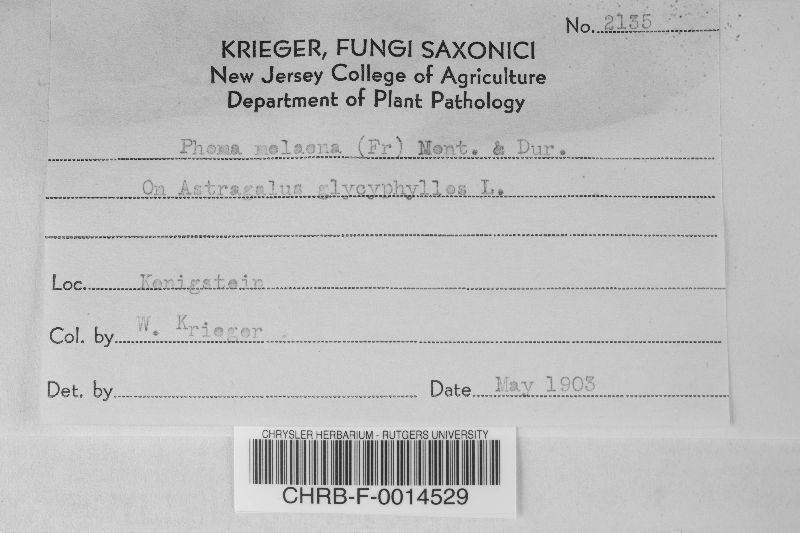 No. 2135
KRIEGER, FUNGI SAXONICI
New Jersey College of Agriculture
Department of Plant Pathology
Phoma melaena (Fr) Mont. & Dur.
On Astragalus glycyphyllos L.
Loc. Konigstein
Col. by W. Krieger
Det. by
Date May 1903
CHRYSLER HERBARIUM - RUTGERS UNIVERSITY
CHRB-F-0014529